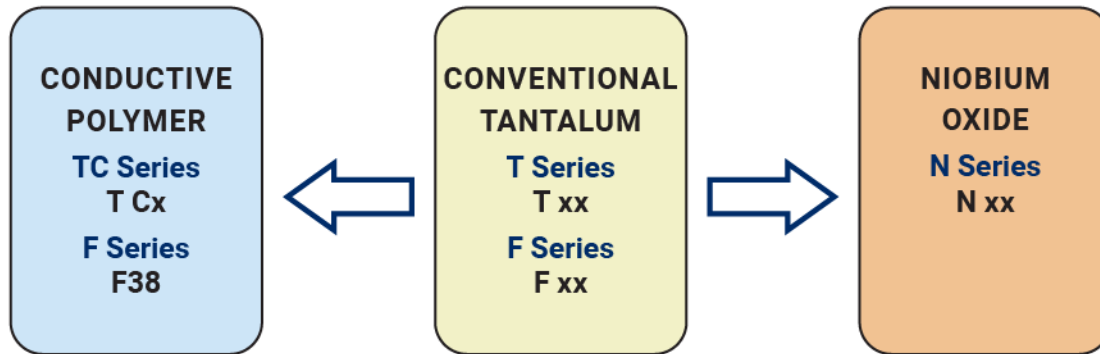 CONDUCTIVE
POLYMER
TC Series
T Cx
F Series
F38
CONVENTIONAL
TANTALUM
T Series
T xx
F Series
F xx
NIOBIUM
OXIDE
N Series
N xx